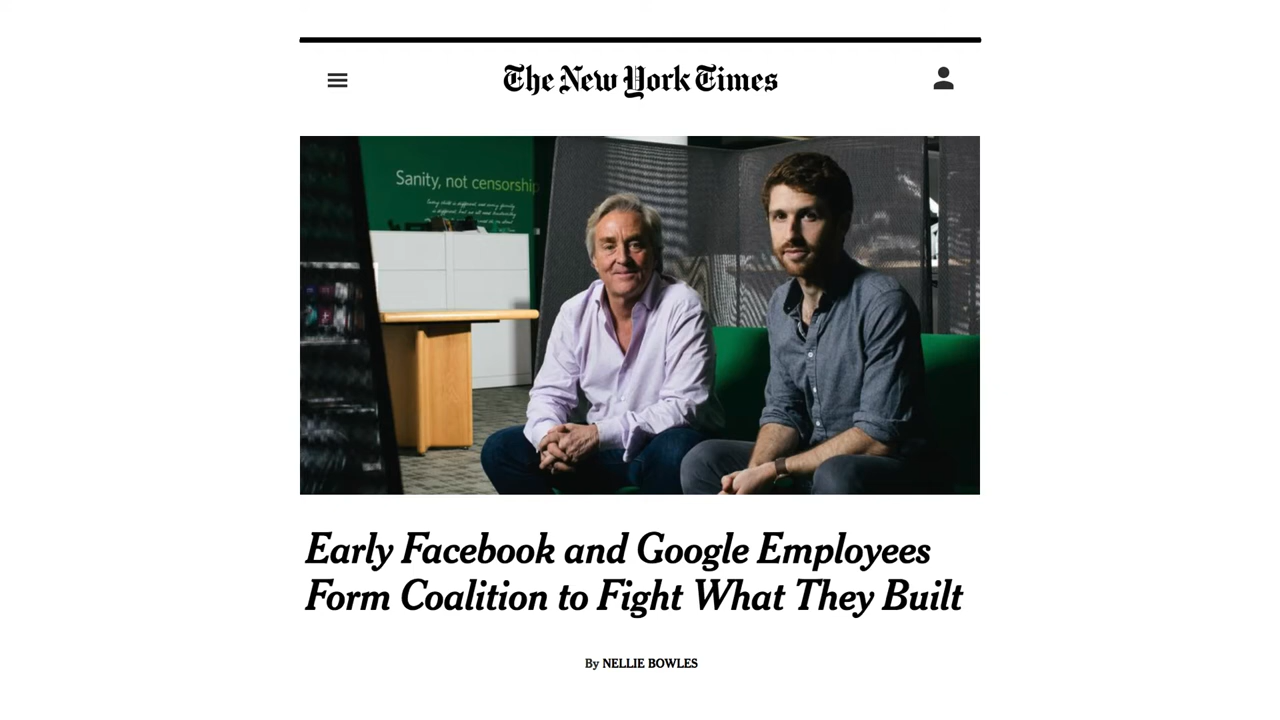 The New York Times
Sanity, not censorship
Early Facebook and Google Employees
Form Coalition to Fight What They Built
By NELLIE BOWLES